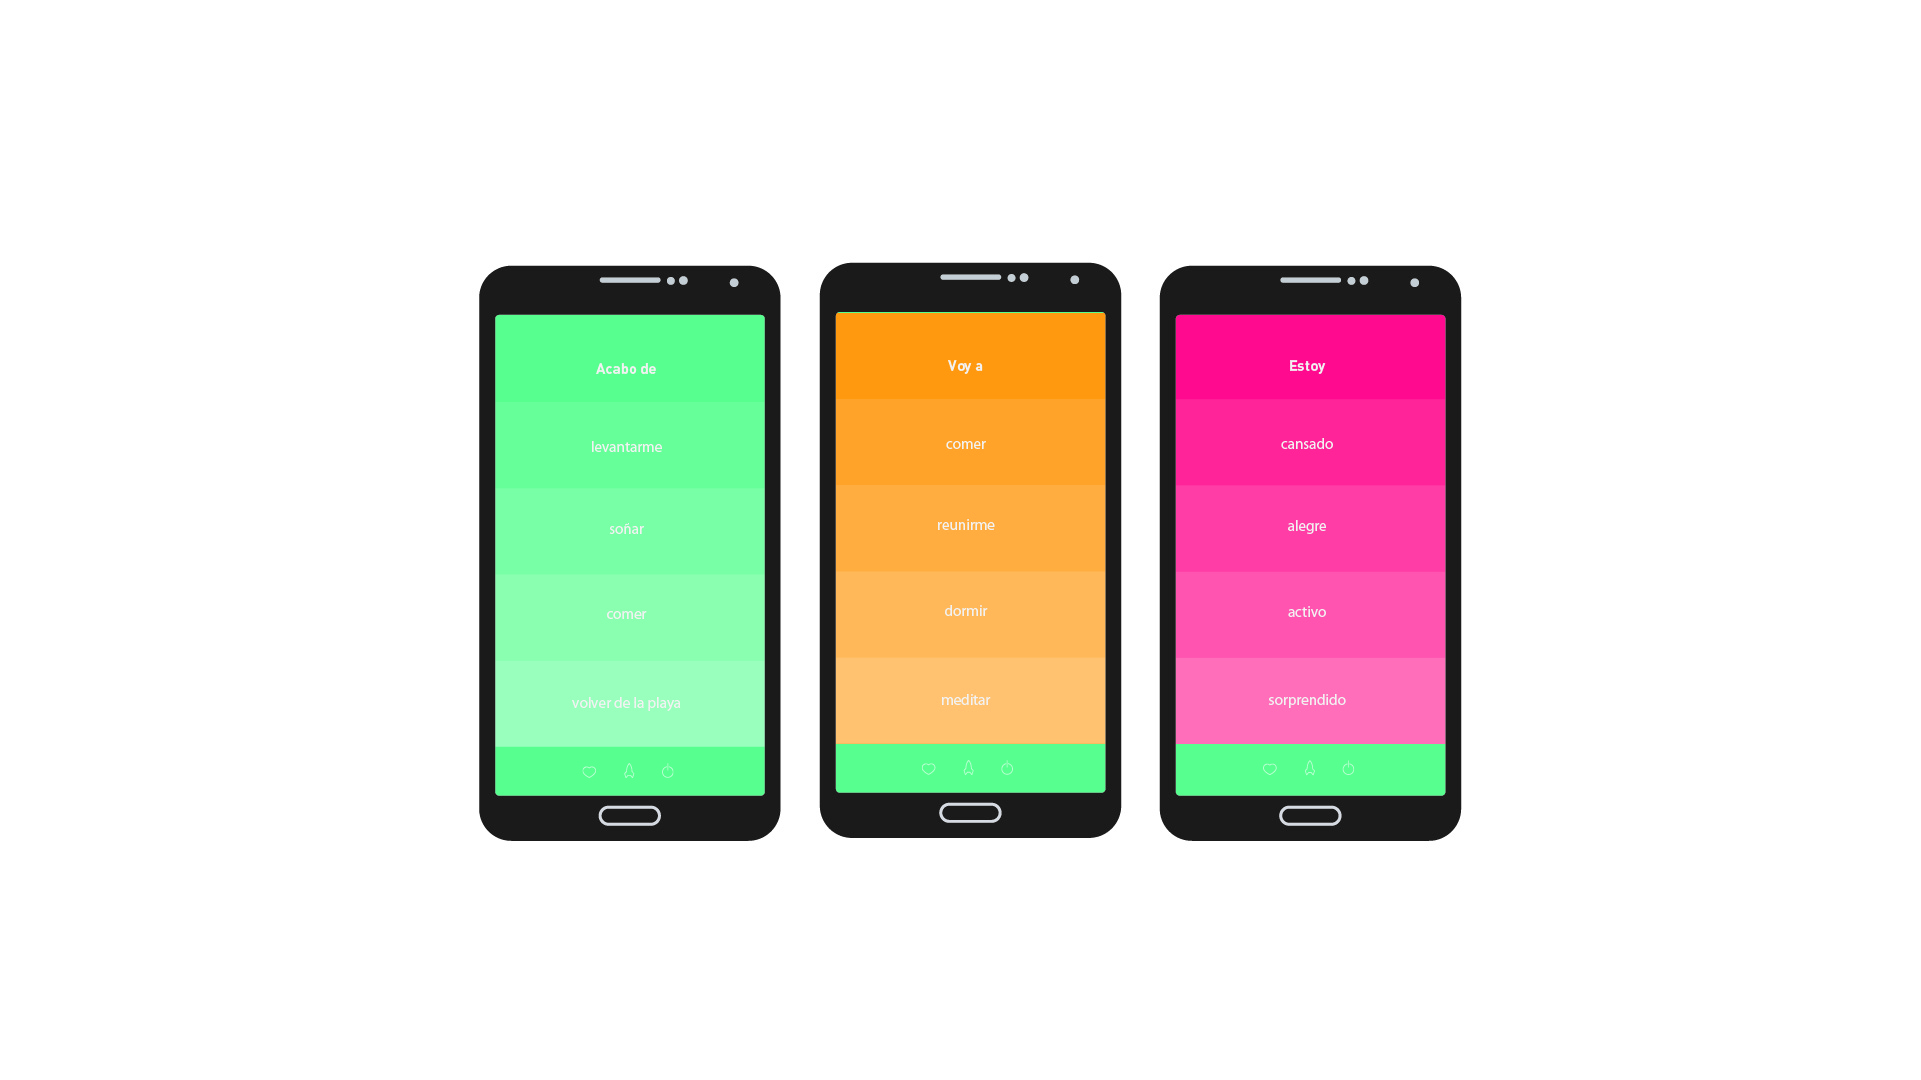 Acabo de
levantarme
soñar
comer
volver de la playa
Voy a
comer
reunirme
dormir
meditar
Estoy
cansado
alegre
activo
sorprendido